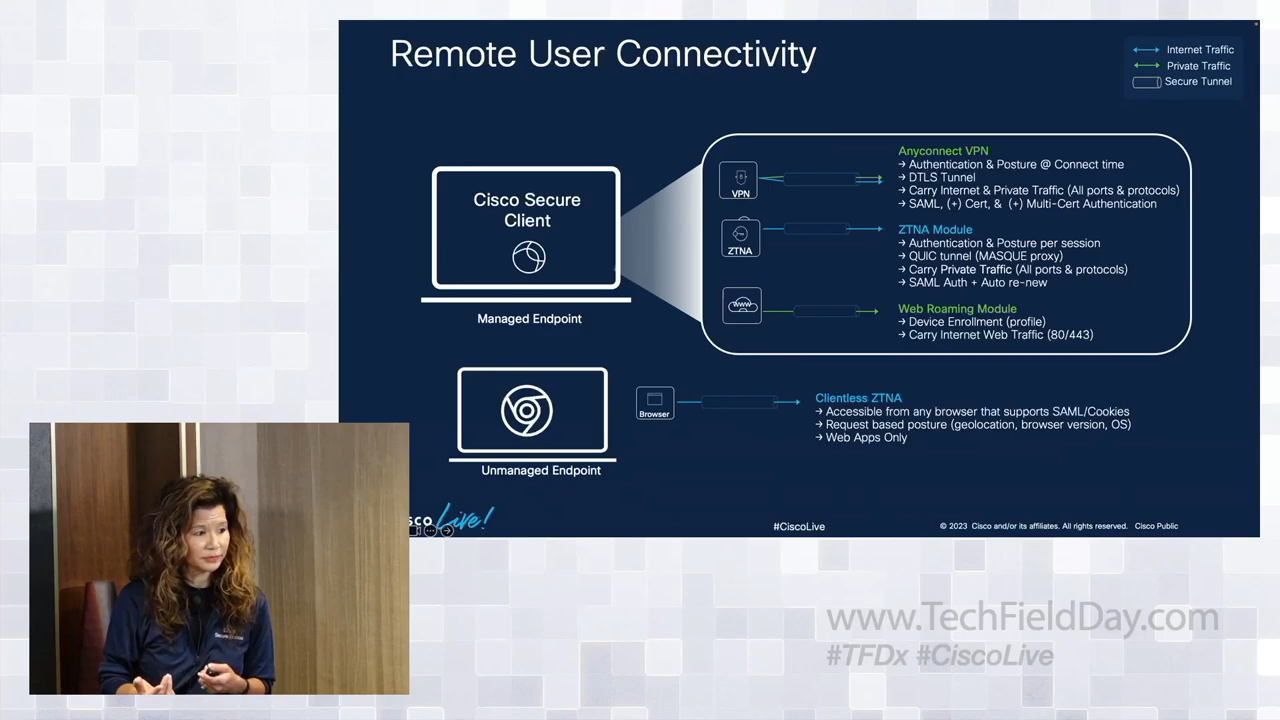 Remote User Connectivity
Internet Traffic
Private Traffic
Secure Tunnel
Cisco Secure
Client
Managed Endpoint
VPN
Anyconnect VPN
→ Authentication & Posture @ Connect time
→ DTLS Tunnel
→ Carry Internet & Private Traffic (All ports & protocols)
→ SAML, (+) Cert, & (+) Multi-Cert Authentication
ZTNA
ZTNA Module
→ Authentication & Posture per session
→ QUIC tunnel (MASQUE proxy)
→ Carry Private Traffic (All ports & protocols)
→ SAML Auth + Auto re-new
www
Web Roaming Module
→ Device Enrollment (profile)
→ Carry Internet Web Traffic (80/443)
Browser
Clientless ZTNA
→ Accessible from any browser that supports SAML/Cookies
→ Request based posture (geolocation, browser version, OS)
→ Web Apps Only
Unmanaged Endpoint
sco Live!
#CiscoLive
© 2023 Cisco and/or its affiliates. All rights reserved. Cisco Public
www.TechFieldDay.com
#TFDx #CiscoLive